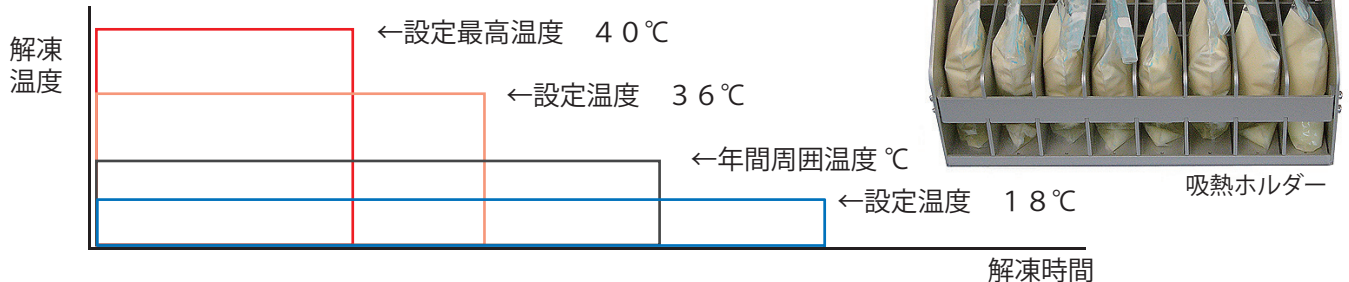 解凍
温度
←設定最高温度　４０℃
←設定温度　３６℃
←年間周囲温度 ℃
←設定温度　１８℃
吸熱ホルダー
解凍時間